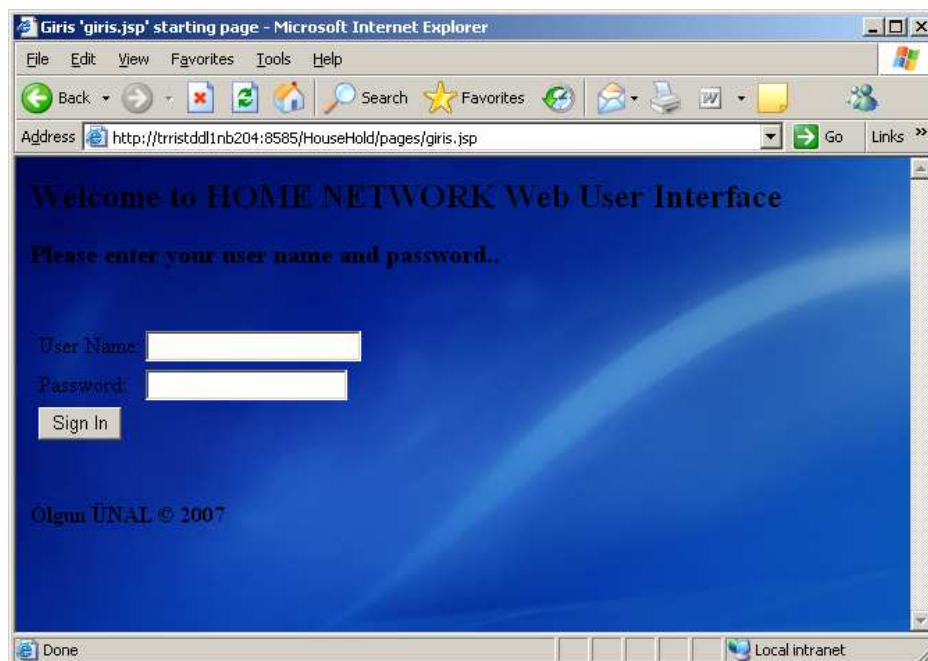 Giris 'giris.jsp' starting page - Microsoft Internet Explorer
File Edit View Favorites Tools Help
Back Search Favorites
Address http://trristddl1nb204:8585/HouseHold/pages/giris.jsp Go Links »
Welcome to HOME NETWORK Web User Interface
Please enter your user name and password..
User Name:
Password:
Sign In
Olgun ÜNAL © 2007
Done Local intranet